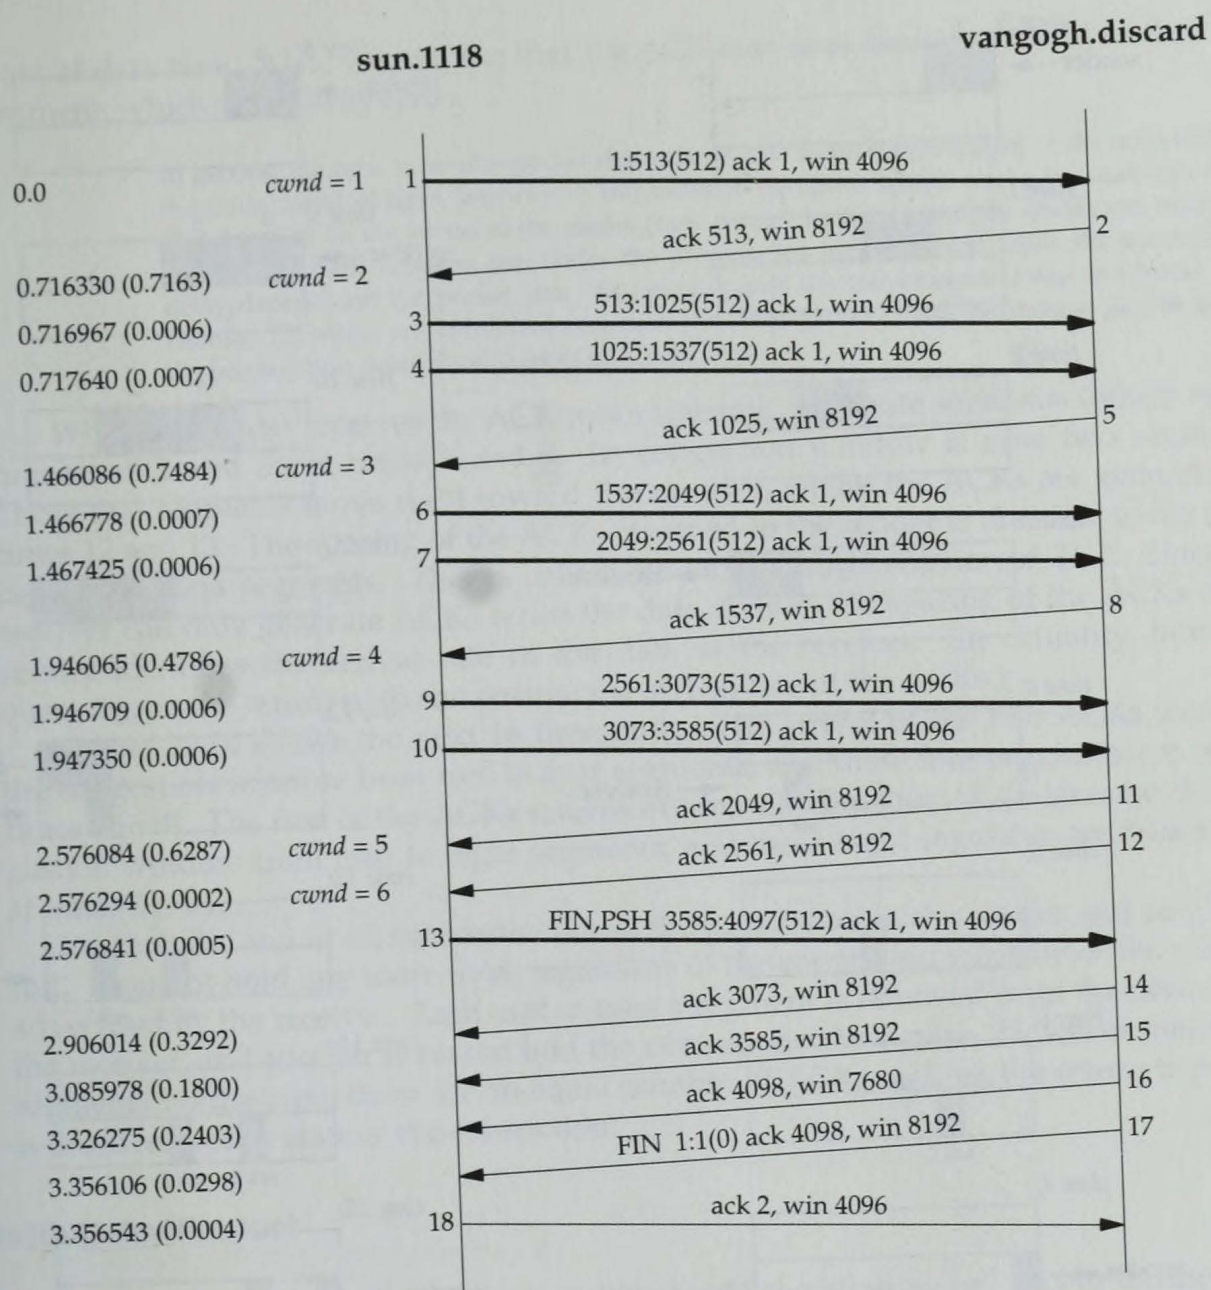 sun.1118
vangogh.discard
0.0
cwnd = 1
1
1:513(512) ack 1, win 4096
ack 513, win 8192
2
0.716330 (0.7163)
cwnd = 2
0.716967 (0.0006)
3
513:1025(512) ack 1, win 4096
0.717640 (0.0007)
4
1025:1537(512) ack 1, win 4096
ack 1025, win 8192
5
1.466086 (0.7484)
cwnd = 3
1.466778 (0.0007)
6
1537:2049(512) ack 1, win 4096
1.467425 (0.0006)
7
2049:2561(512) ack 1, win 4096
ack 1537, win 8192
8
1.946065 (0.4786)
cwnd = 4
1.946709 (0.0006)
9
2561:3073(512) ack 1, win 4096
1.947350 (0.0006)
10
3073:3585(512) ack 1, win 4096
ack 2049, win 8192
11
2.576084 (0.6287)
cwnd = 5
ack 2561, win 8192
12
2.576294 (0.0002)
cwnd = 6
2.576841 (0.0005)
13
FIN,PSH 3585:4097(512) ack 1, win 4096
ack 3073, win 8192
14
2.906014 (0.3292)
ack 3585, win 8192
15
3.085978 (0.1800)
ack 4098, win 7680
16
3.326275 (0.2403)
FIN 1:1(0) ack 4098, win 8192
17
3.356106 (0.0298)
3.356543 (0.0004)
18
ack 2, win 4096